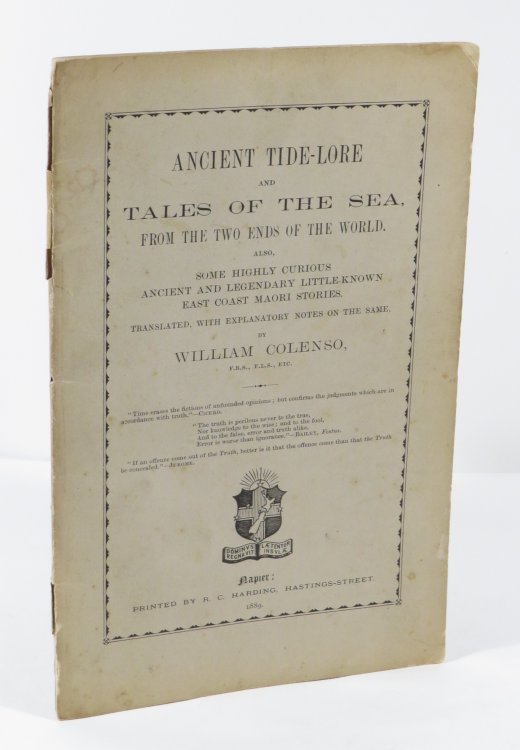 ANCIENT TIDE-LORE
AND
TALES OF THE SEA,
FROM THE TWO ENDS OF THE WORLD.
ALSO,
SOME HIGHLY CURIOUS
ANCIENT AND LEGENDARY LITTLE-KNOWN
EAST COAST MAORI STORIES.
TRANSLATED, WITH EXPLANATORY NOTES ON THE SAME,
BY
WILLIAM COLENSO,
F.R.S., F.L.S., ETC.
"Time erases the fictions of unfounded opinions; but confirms the judgments which are in
accordance with truth."—CICERO.
"The truth is perilous never to the true,
Nor knowledge to the wise; and to the fool,
And to the false, error and truth alike,
Error is worse than ignorance."—BAILEY, Festus.
"If an offence come out of the Truth, better is it that the offence come than that the Truth
be concealed."—JEROME.
DOMINVS REGNAVIT
LÆTENTER INSVLÆ
Napier:
PRINTED BY R. C. HARDING, HASTINGS-STREET.
1889.